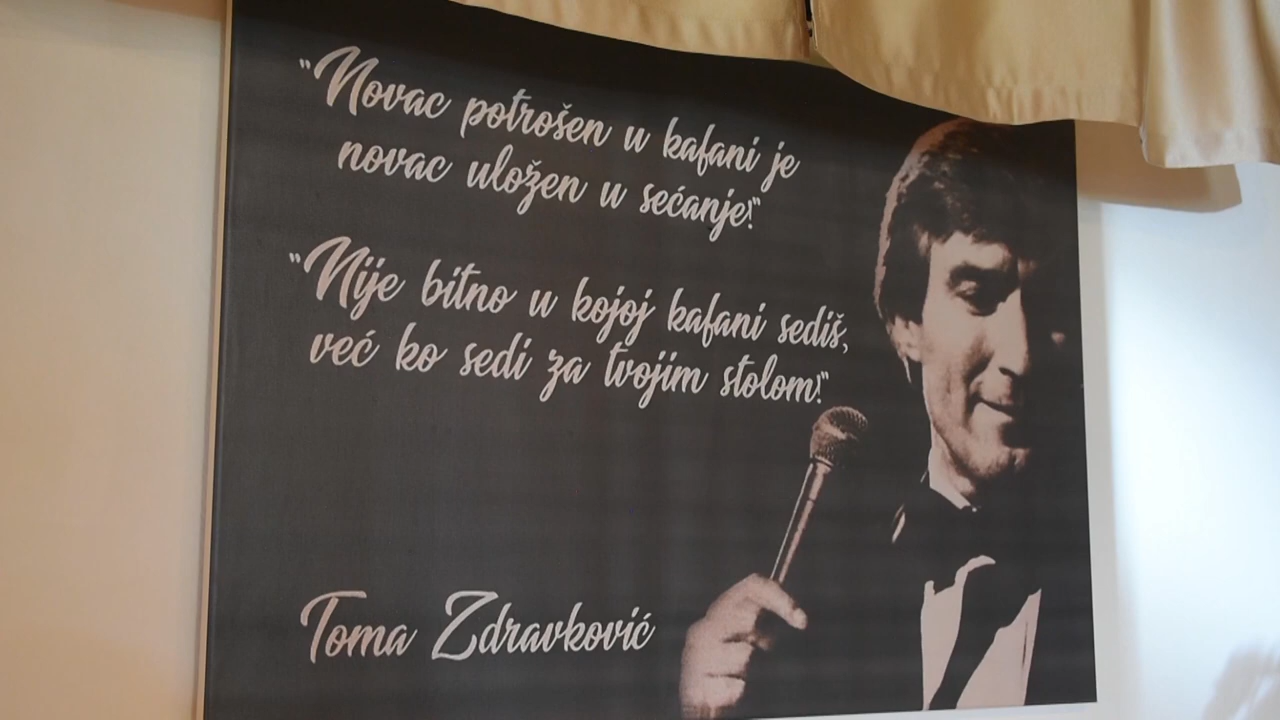 "Novac potrošen u kafani je
novac uložen u sećanje!"
"Nije bitno u kojoj kafani sediš,
već ko sedi za tvojim stolom!"
Toma Zdravković